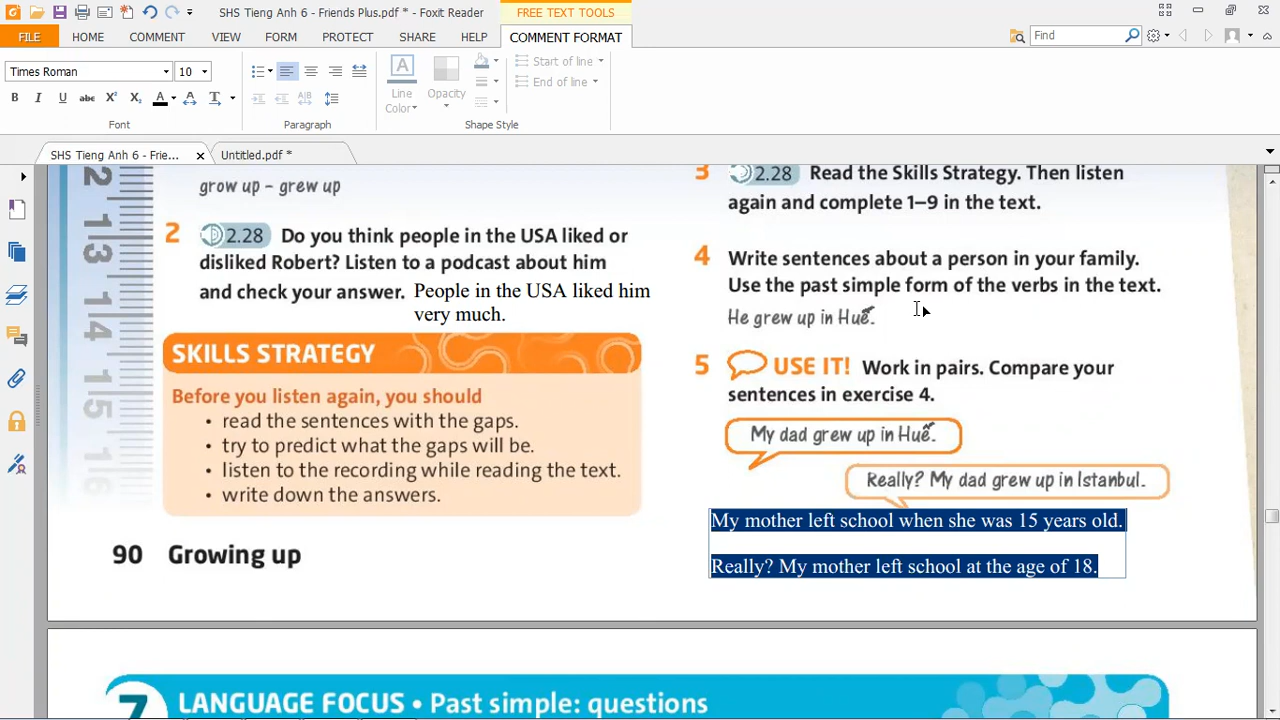 SHS Tieng Anh 6 - Friends Plus.pdf * - Foxit Reader
FREE TEXT TOOLS
FILE
HOME
COMMENT
VIEW
FORM
PROTECT
SHARE
HELP
COMMENT FORMAT
Find
Times Roman
10
Start of line
End of line
Line Color
Opacity
Font
Paragraph
Shape Style
SHS Tieng Anh 6 - Frie...
Untitled.pdf *
12
13
14
15
16
grow up – grew up
2 2.28 Do you think people in the USA liked or
disliked Robert? Listen to a podcast about him
and check your answer. People in the USA liked him
very much.
SKILLS STRATEGY
Before you listen again, you should
• read the sentences with the gaps.
• try to predict what the gaps will be.
• listen to the recording while reading the text.
• write down the answers.
90 Growing up
3 2.28 Read the Skills Strategy. Then listen
again and complete 1–9 in the text.
4 Write sentences about a person in your family.
Use the past simple form of the verbs in the text.
He grew up in Huế.
5 USE IT! Work in pairs. Compare your
sentences in exercise 4.
My dad grew up in Huế.
Really? My dad grew up in Istanbul.
My mother left school when she was 15 years old.
Really? My mother left school at the age of 18.
7 LANGUAGE FOCUS • Past simple: questions